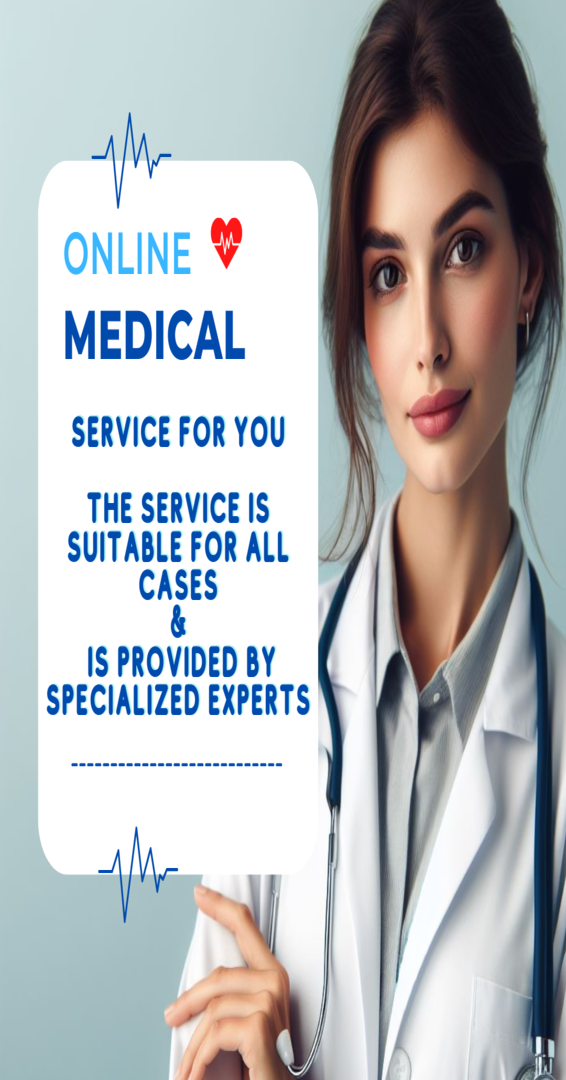 ONLINE
MEDICAL
SERVICE FOR YOU
THE SERVICE IS
SUITABLE FOR ALL
CASES
&
IS PROVIDED BY
SPECIALIZED EXPERTS
---------------------------